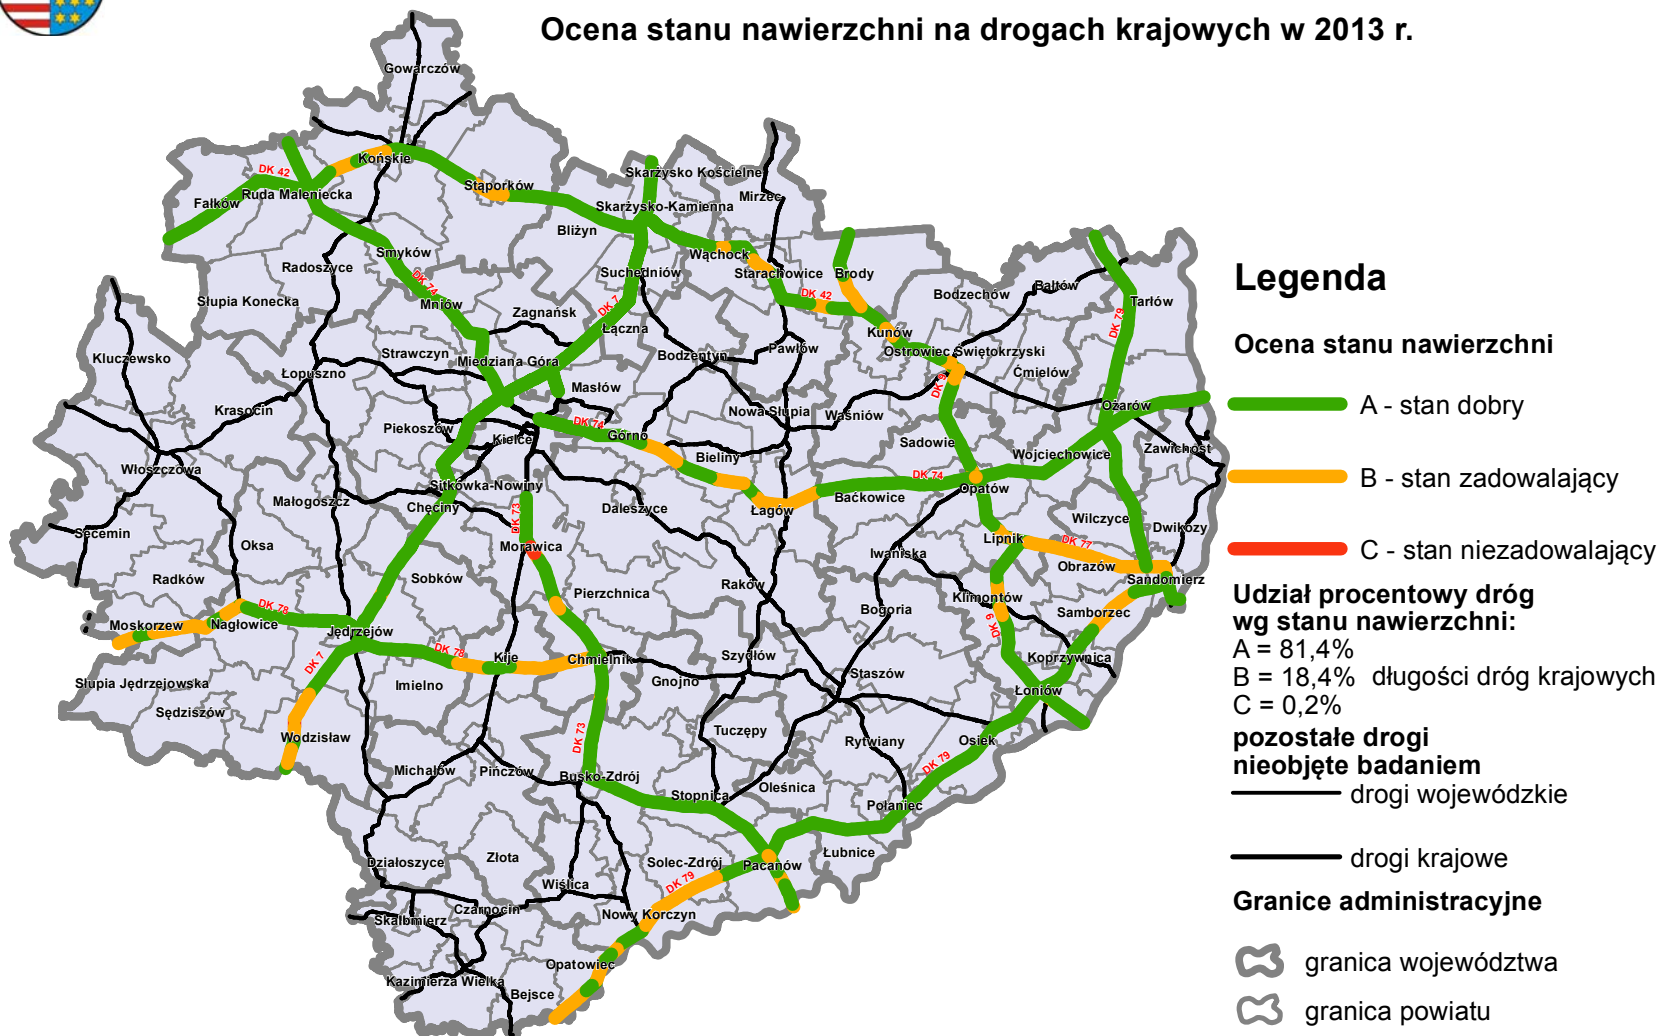 Ocena stanu nawierzchni na drogach krajowych w 2013 r.
Gowarczów
Końskie
DK 42
Ruda Maleniecka
Fałków
Stąporków
Skarżysko Kościelne
Skarżysko-Kamienna
Mirzec
Bliżyn
Smyków
Radoszyce
DK 74
Słupia Konecka
Mniów
Suchedniów
Wąchock
Starachowice
Brody
DK 42
DK 7
Zagnańsk
Łączna
Bodzechów
Bałtów
Tarłów
DK 79
Kunów
Kluczewsko
Strawczyn
Miedziana Góra
Bodzentyn
Pawłów
Ostrowiec Świętokrzyski
Ćmielów
Łopuszno
Masłów
DK 9
Krasocin
Nowa Słupia
Waśniów
Ożarów
Piekoszów
Kielce
DK 74
Górno
Sadowie
Wojciechowice
Zawichost
Włoszczowa
Bieliny
Sitkówka-Nowiny
DK 74
Opatów
Małogoszcz
Chęciny
Daleszyce
Łagów
Baćkowice
Secemin
DK 73
Wilczyce
Dwikozy
Oksa
Morawica
Lipnik
DK 77
Iwaniska
Obrazów
Radków
Sobków
Raków
Sandomierz
Pierzchnica
Klimontów
Bogoria
Samborzec
DK 78
Moskorzew
Nagłowice
Jędrzejów
DK 9
DK 7
DK 78
Kije
Chmielnik
Szydłów
Koprzywnica
Słupia Jędrzejowska
Imielno
Gnojno
Staszów
Łoniów
Sędziszów
Wodzisław
DK 73
Tuczępy
Rytwiany
Osiek
DK 79
Michałów
Pińczów
Busko-Zdrój
Stopnica
Oleśnica
Połaniec
Działoszyce
Złota
Solec-Zdrój
Pacanów
Łubnice
DK 79
Wiślica
Czarnocin
Skalbmierz
Nowy Korczyn
Opatowiec
Kazimierza Wielka
Bejsce
Legenda
Ocena stanu nawierzchni
A - stan dobry
B - stan zadowalający
C - stan niezadowalający
Udział procentowy dróg
wg stanu nawierzchni:
A = 81,4%
B = 18,4% długości dróg krajowych
C = 0,2%
pozostałe drogi
nieobjęte badaniem
drogi wojewódzkie
drogi krajowe
Granice administracyjne
granica województwa
granica powiatu